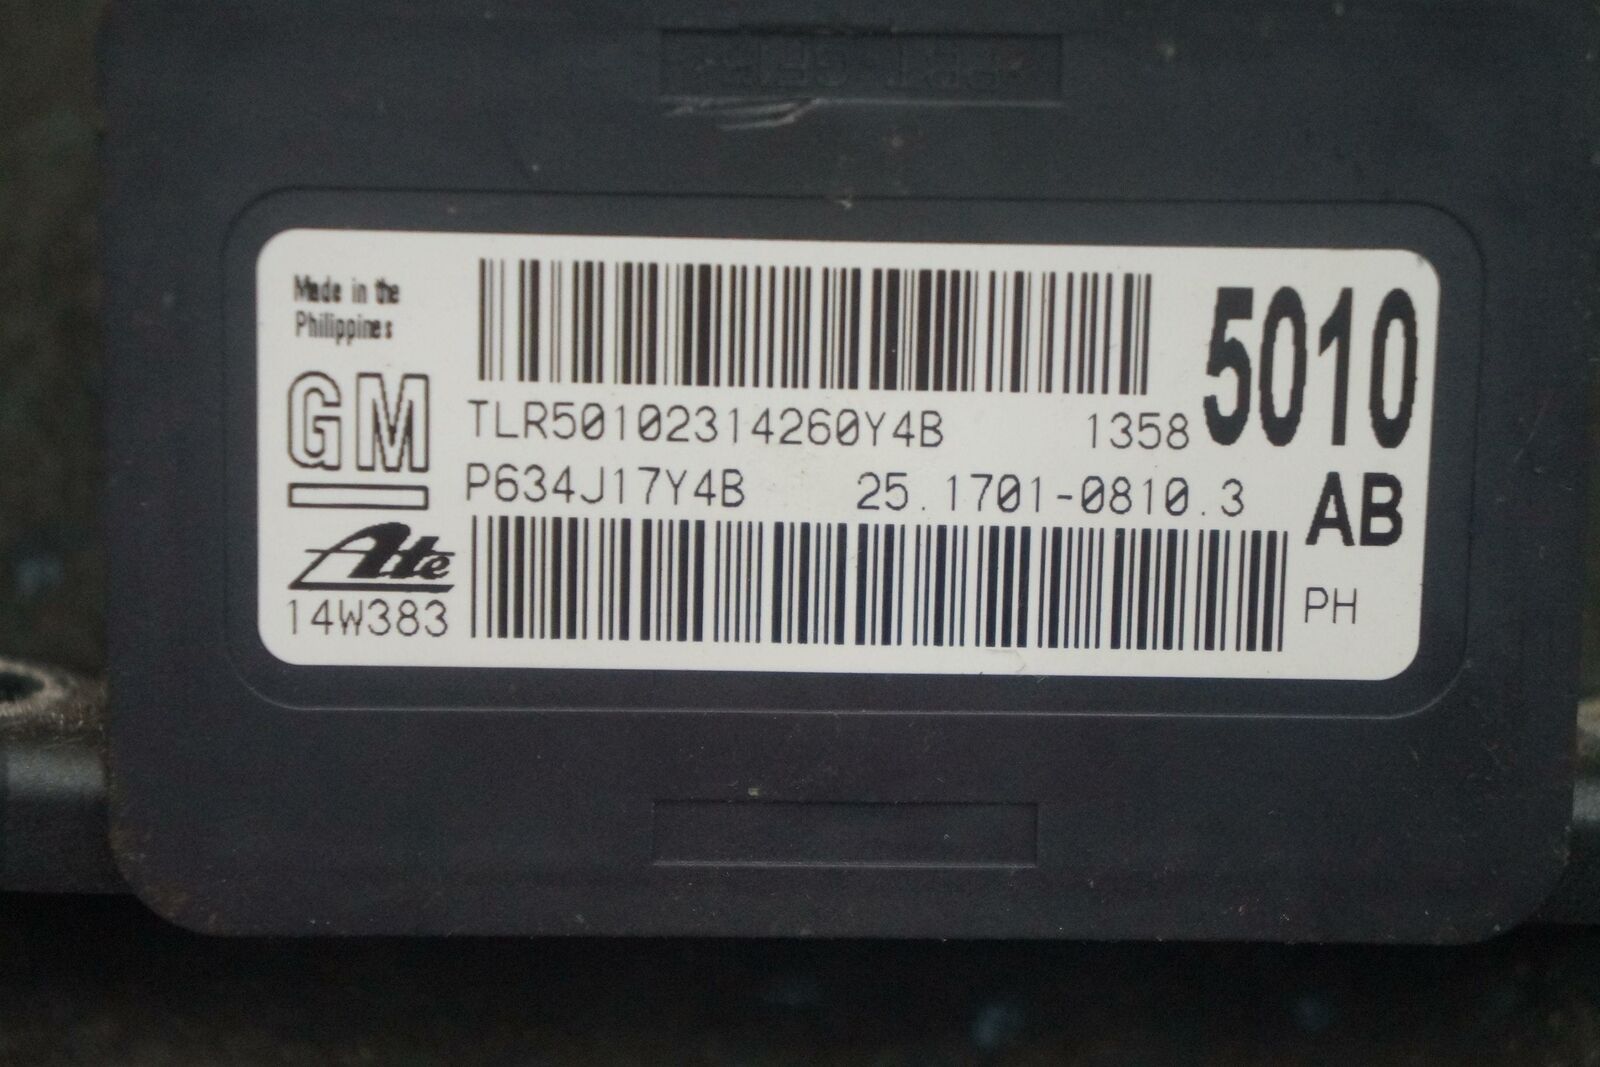 Made in the
Philippines
GM
Ate
14W383
TLR50102314260Y4B 1358
P634J17Y4B 25.1701-0810.3
5010
AB
PH